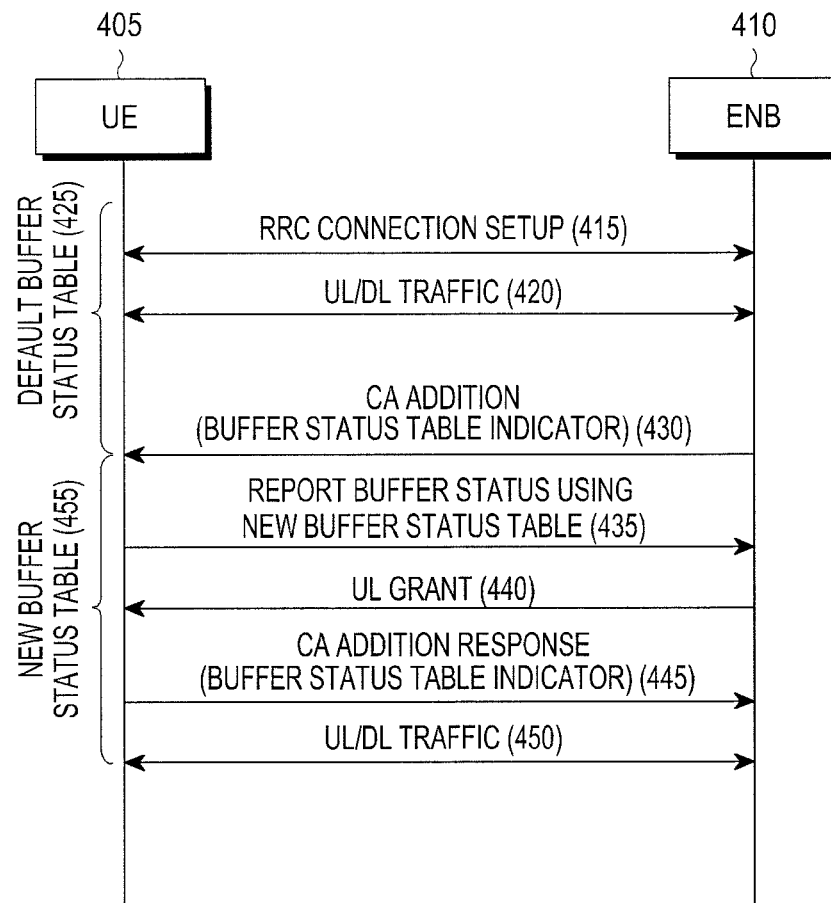 405
410
UE
ENB
DEFAULT BUFFER
STATUS TABLE (425)
RRC CONNECTION SETUP (415)
UL/DL TRAFFIC (420)
CA ADDITION
(BUFFER STATUS TABLE INDICATOR) (430)
NEW BUFFER
STATUS TABLE (455)
REPORT BUFFER STATUS USING
NEW BUFFER STATUS TABLE (435)
UL GRANT (440)
CA ADDITION RESPONSE
(BUFFER STATUS TABLE INDICATOR) (445)
UL/DL TRAFFIC (450)